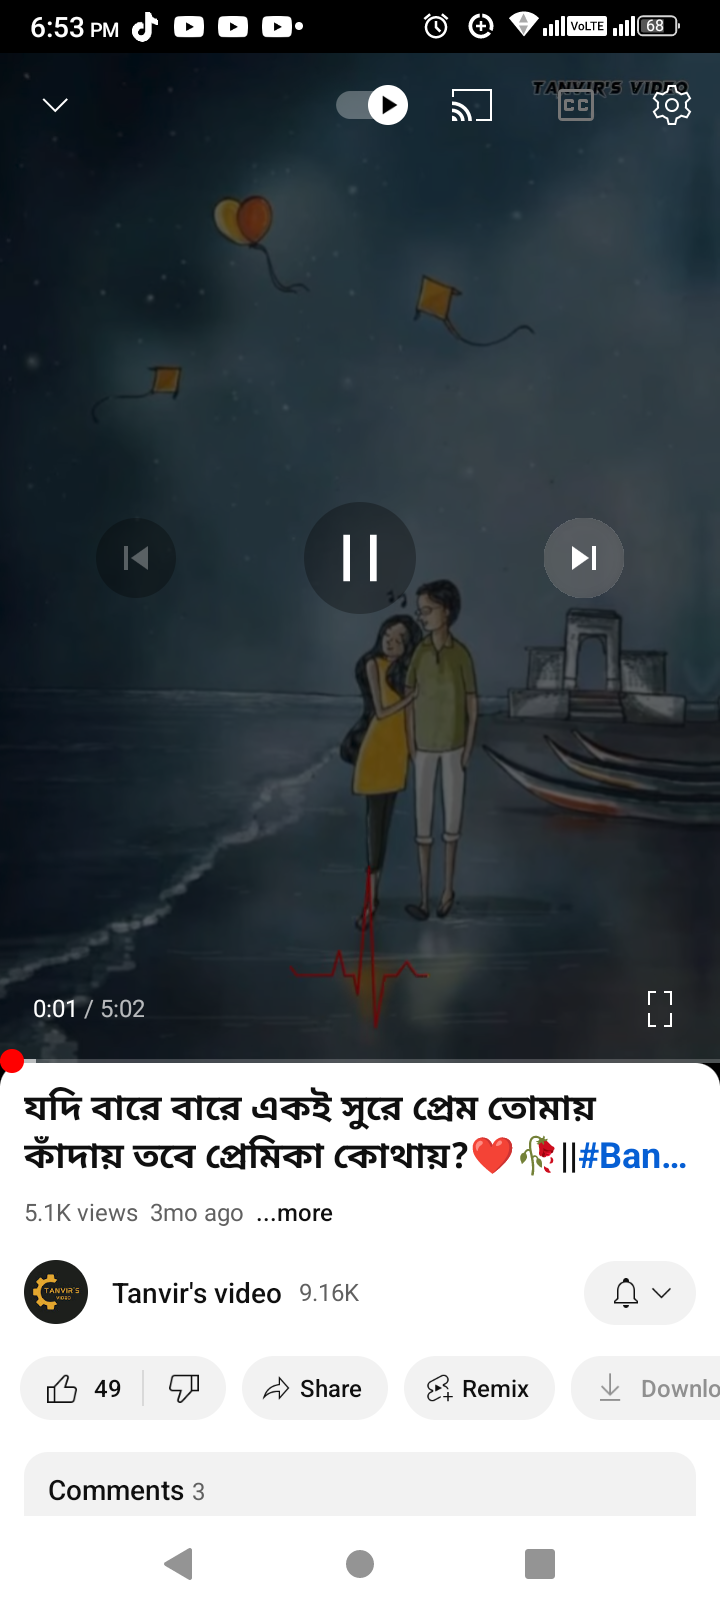 6:53 PM
VoLTE
68
TANVIR'S VIDEO
CC
0:01 / 5:02
যদি বারে বারে একই সুরে প্রেম তোমায়
কাঁদায় তবে প্রেমিকা কোথায়?❤️🥀||#Ban...
5.1K views 3mo ago ...more
TANVIR'S
VIDEO
Tanvir's video 9.16K
49
Share
Remix
Downlo
Comments 3